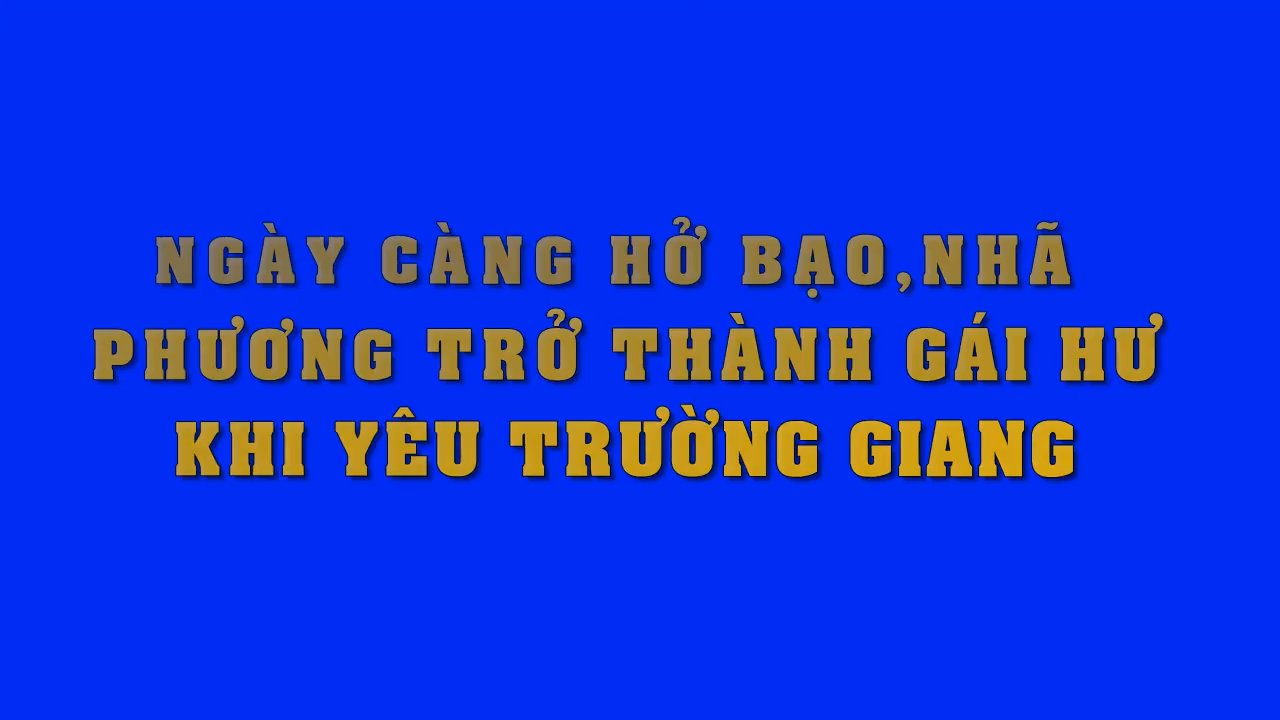 NGÀY CÀNG HỞ BẠO,NHÃ
PHƯƠNG TRỞ THÀNH GÁI HƯ
KHI YÊU TRƯỜNG GIANG